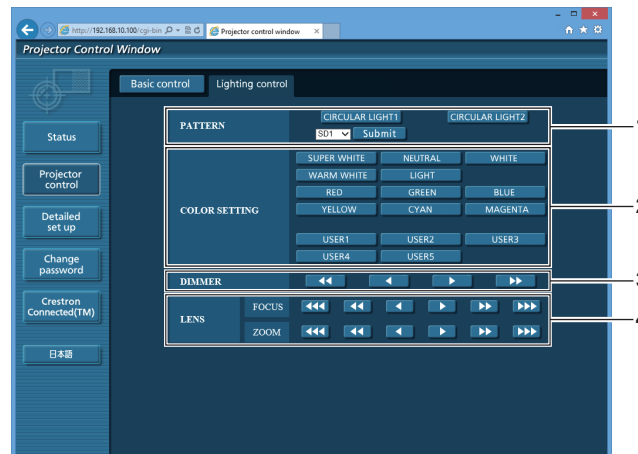 http://192.168.10.100/cgi-bin
Projector control window
Projector Control Window
Basic control
Lighting control
Status
Projector control
Detailed set up
Change password
Crestron Connected(TM)
日本語
PATTERN
CIRCULAR LIGHT1 CIRCULAR LIGHT2
SD1 Submit
COLOR SETTING
SUPER WHITE NEUTRAL WHITE
WARM WHITE LIGHT
RED GREEN BLUE
YELLOW CYAN MAGENTA
USER1 USER2 USER3
USER4 USER5
DIMMER
LENS
FOCUS
ZOOM